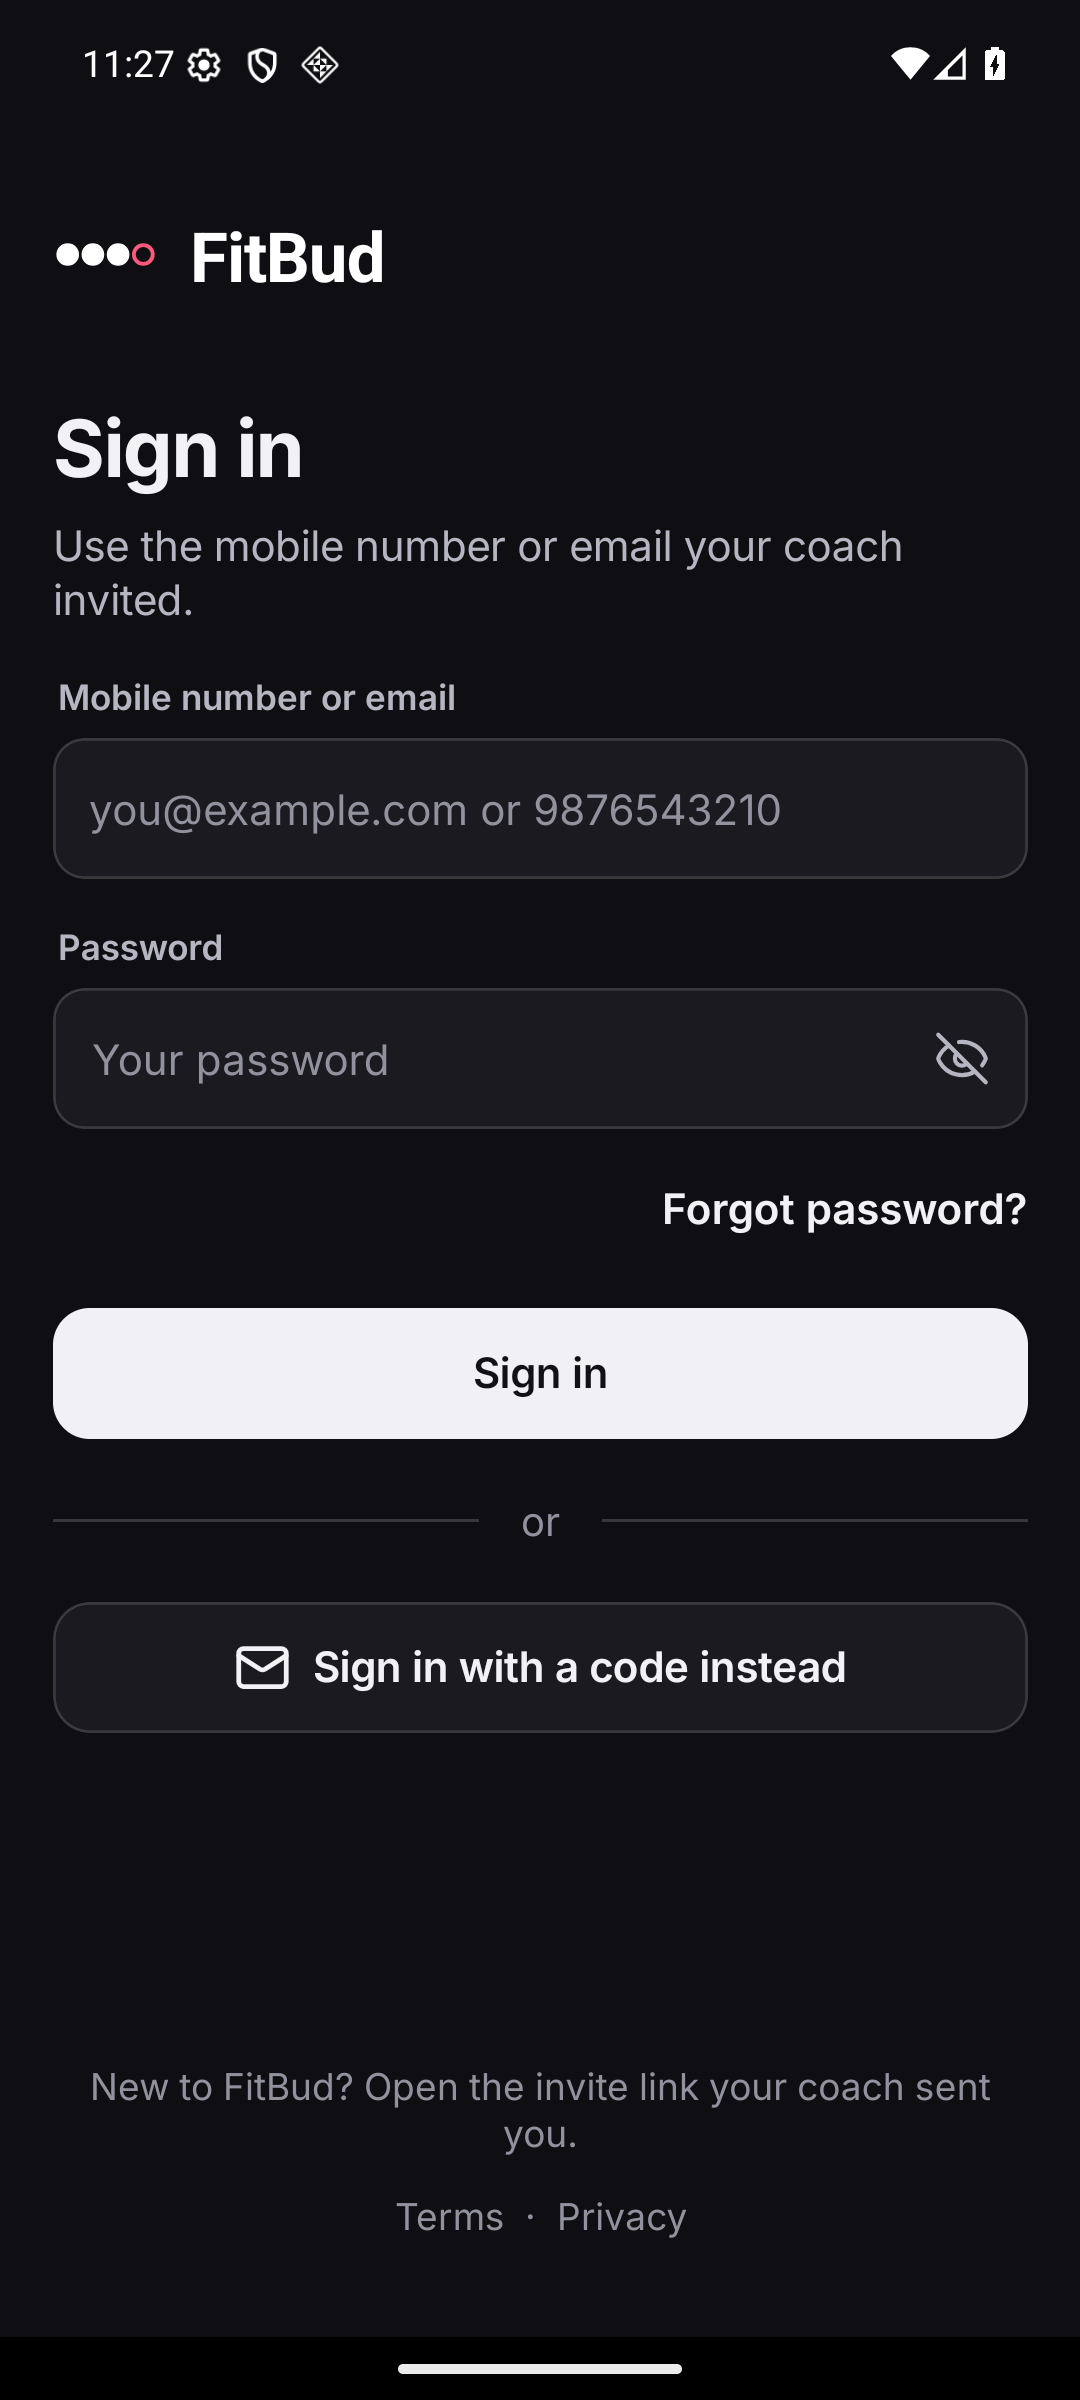 11:27
FitBud
Sign in
Use the mobile number or email your coach
invited.
Mobile number or email
you@example.com or 9876543210
Password
Your password
Forgot password?
Sign in
or
Sign in with a code instead
New to FitBud? Open the invite link your coach sent
you.
Terms · Privacy